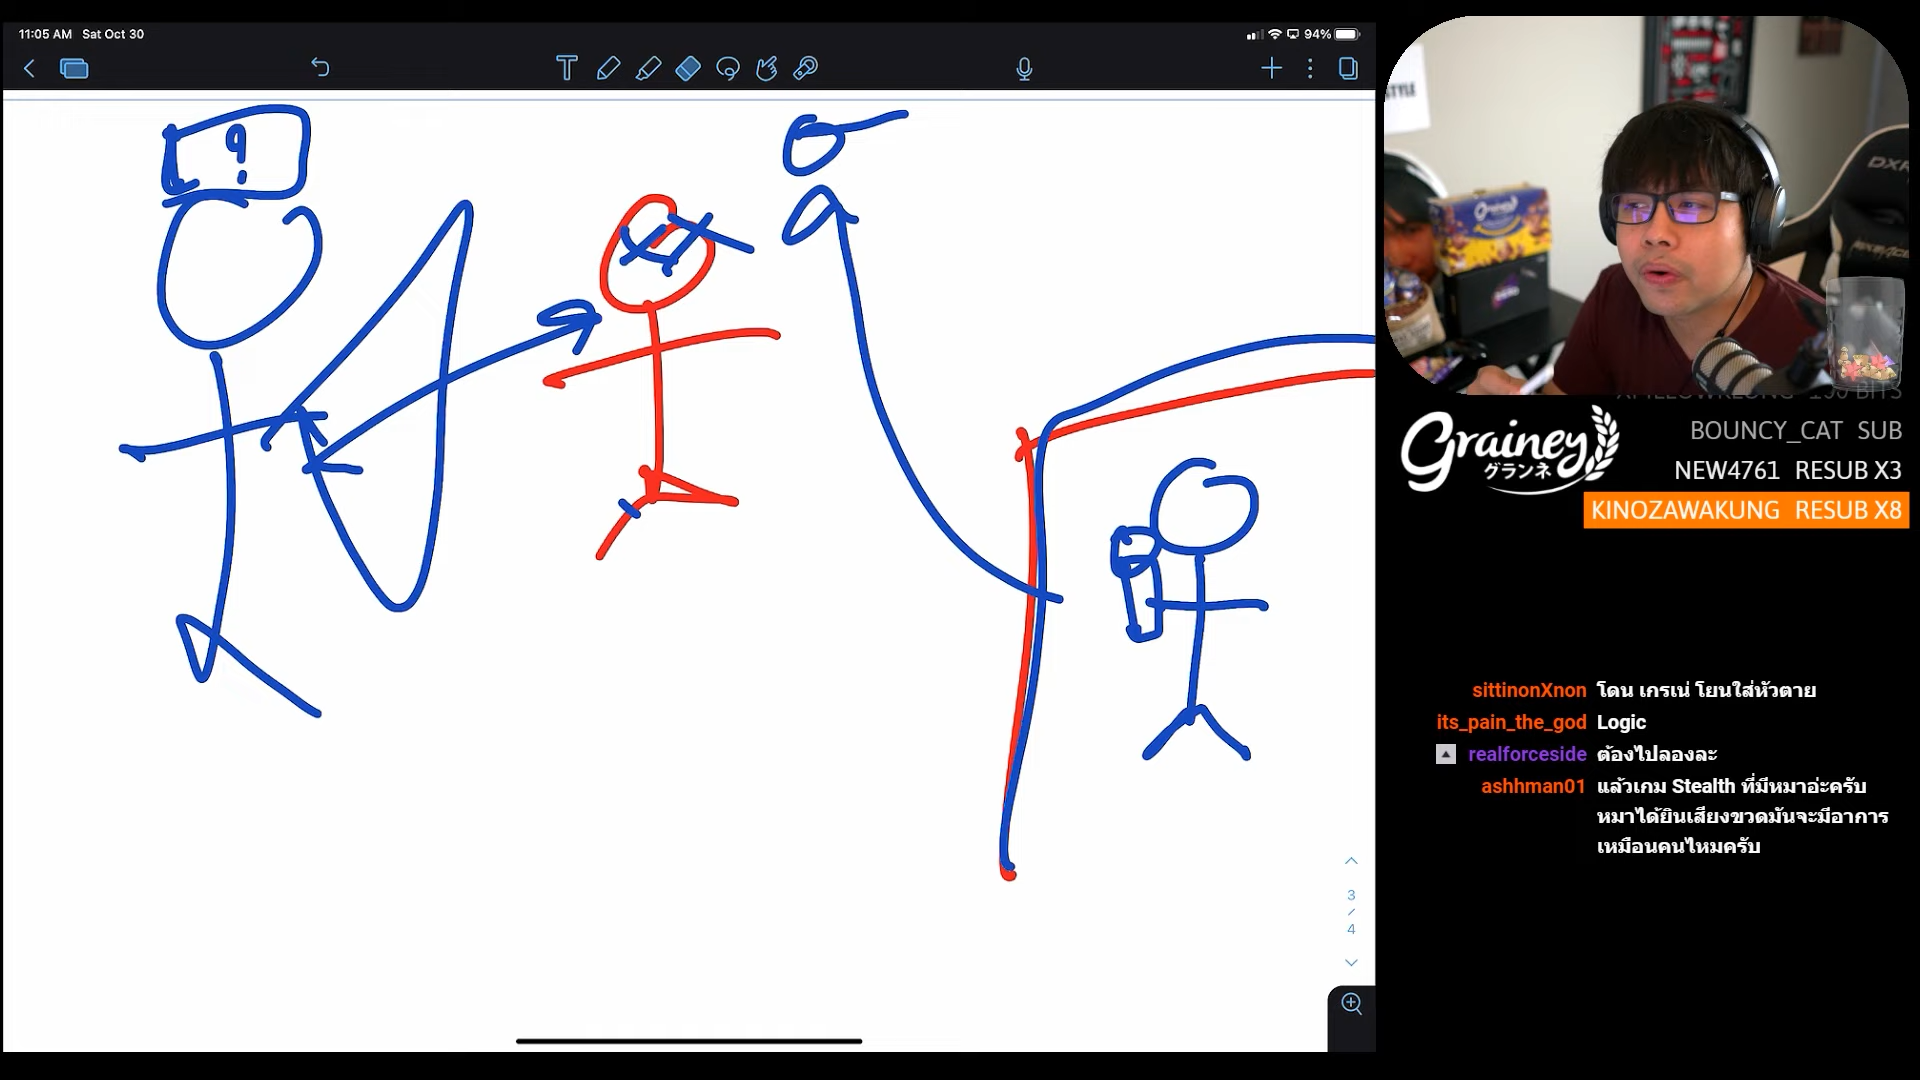 11:05 AM Sat Oct 30
94%
?
!
STYLE
DXR
Grainey
Grainey
グランネ
BOUNCY_CAT SUB
NEW4761 RESUB X3
KINOZAWAKUNG RESUB X8
sittinonXnon โดน เกรเน่ โยนใส่หัวตาย
its_pain_the_god Logic
realforceside ต้องไปลองละ
ashhman01 แล้วเกม Stealth ที่มีหมาอ่ะครับ
หมาได้ยินเสียงขวดมันจะมีอาการ
เหมือนคนไหมครับ
3
/
4